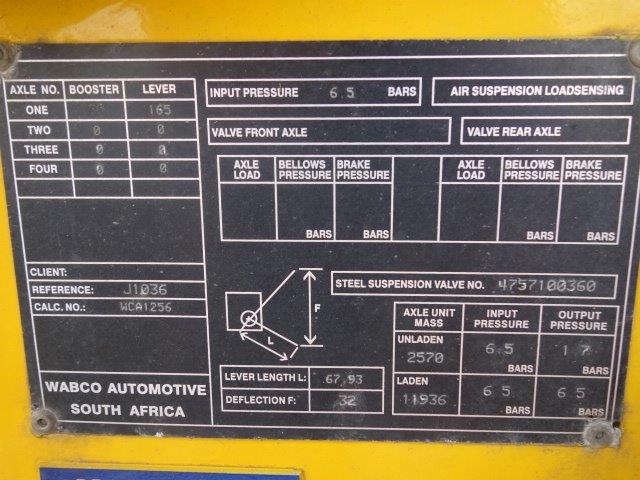 AXLE NO. BOOSTER LEVER
ONE 165
TWO 0 0
THREE 0 0
FOUR 0 0
CLIENT:
REFERENCE: J1036
CALC. NO.: WCA1256
WABCO AUTOMOTIVE
SOUTH AFRICA
INPUT PRESSURE 6.5 BARS
AIR SUSPENSION LOADSENSING
VALVE FRONT AXLE
VALVE REAR AXLE
AXLE LOAD BELLOWS PRESSURE BRAKE PRESSURE AXLE LOAD BELLOWS PRESSURE BRAKE PRESSURE
BARS BARS BARS BARS
STEEL SUSPENSION VALVE NO. 4757100360
F
L
LEVER LENGTH L: 67,93
DEFLECTION F: 32
AXLE UNIT MASS INPUT PRESSURE OUTPUT PRESSURE
UNLADEN 2570 6.5 BARS 1 7 BARS
LADEN 11936 6 5 BARS 6 5 BARS